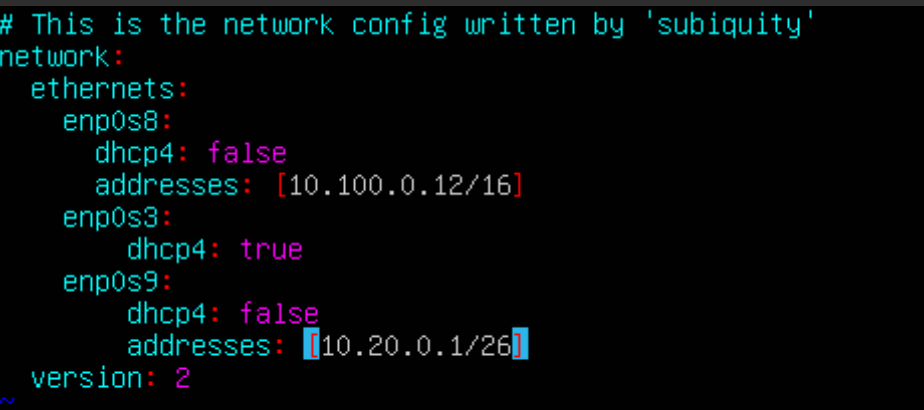 # This is the network config written by 'subiquity'
network:
  ethernets:
    enp0s8:
      dhcp4: false
      addresses: [10.100.0.12/16]
    enp0s3:
        dhcp4: true
    enp0s9:
        dhcp4: false
        addresses: [10.20.0.1/26]
  version: 2
~